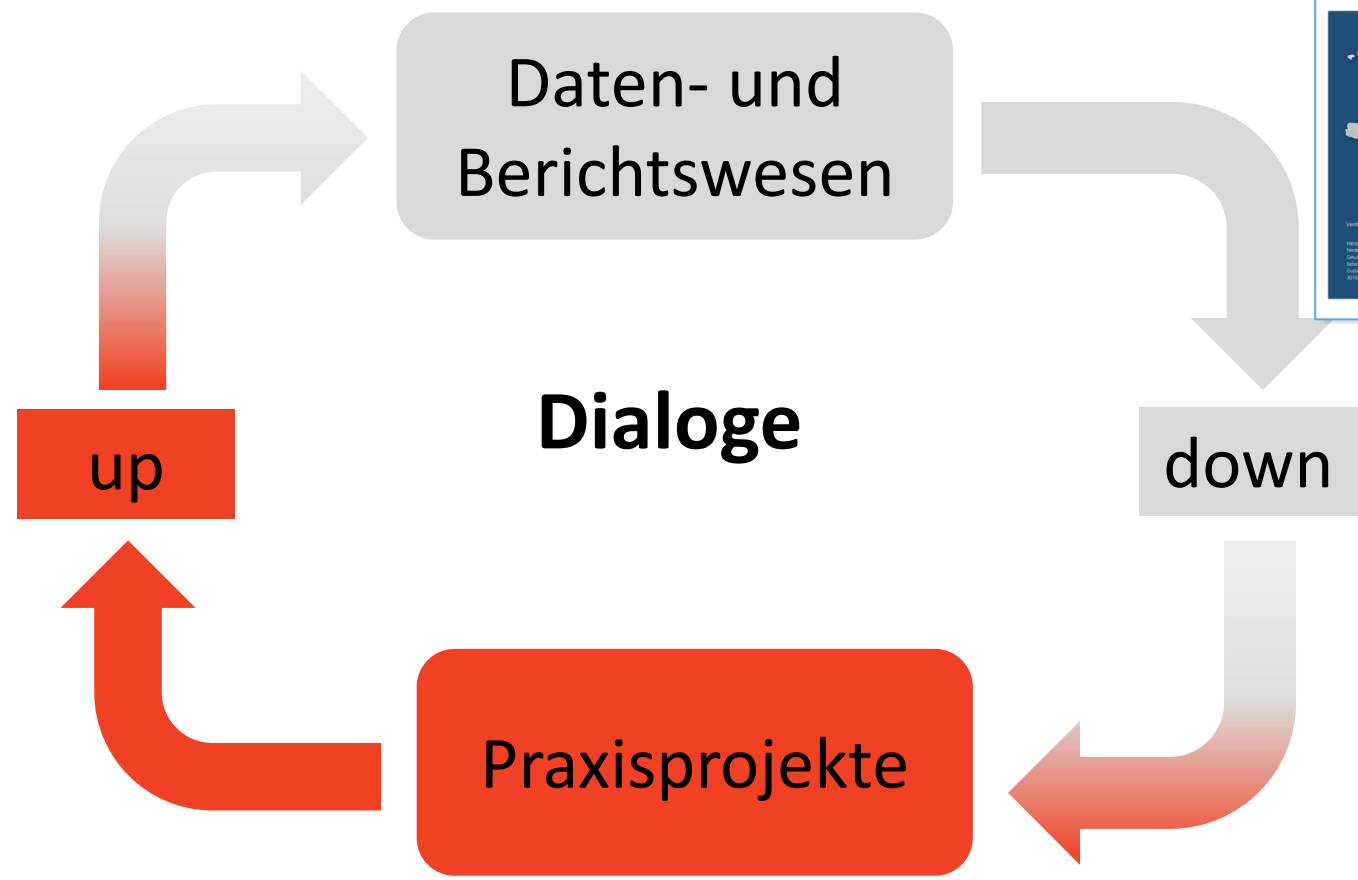 Daten- und
Berichtswesen
Dialoge
up
down
Praxisprojekte